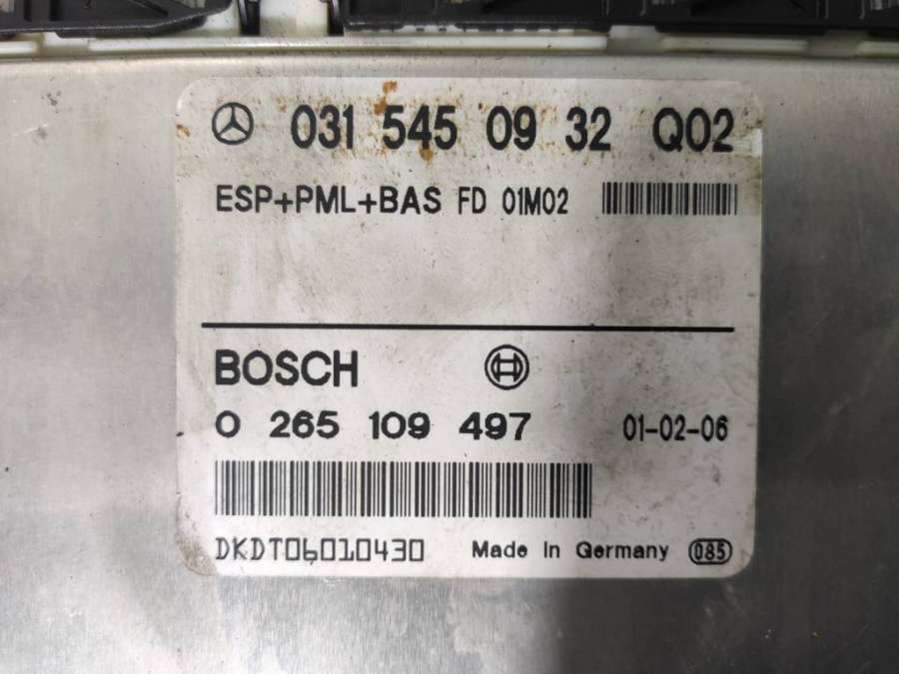 031 545 09 32 Q02
ESP+PML+BAS FD 01M02
BOSCH
0 265 109 497 01-02-06
DKDT06010430 Made in Germany 085